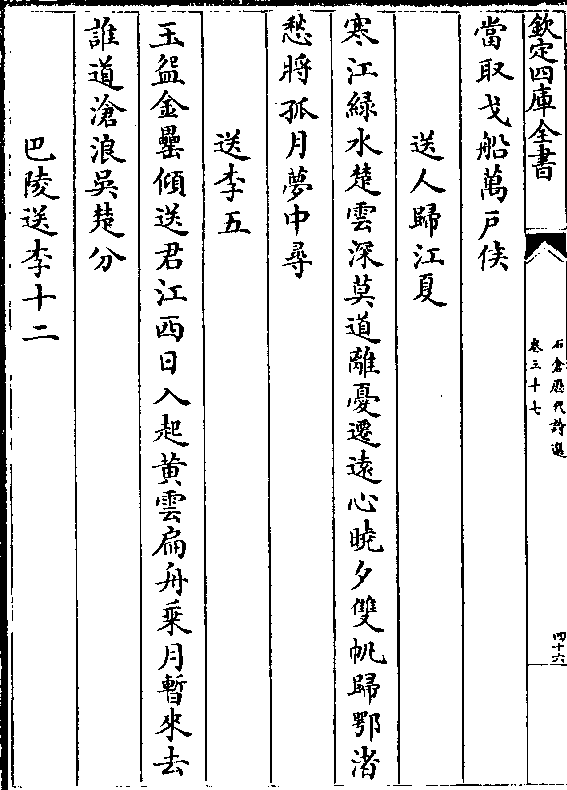 欽定四庫全書
石倉歷代詩選
卷三十七
四十六
當取戈船萬戶侯
送人歸江夏
寒江綠水楚雲深莫道離憂遷遠心曉夕雙帆歸鄂渚
愁將孤月夢中尋
送李五
玉盌金罍傾送君江西日入起黃雲扁舟乗月暫來去
誰道滄浪吳楚分
巴陵送李十二